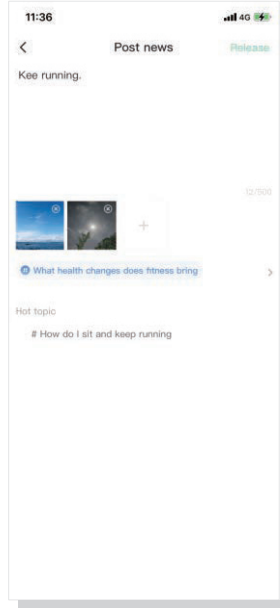 11:36
4G
Post news
Release
Kee running.
12/500
What health changes does fitness bring
Hot topic
# How do I sit and keep running